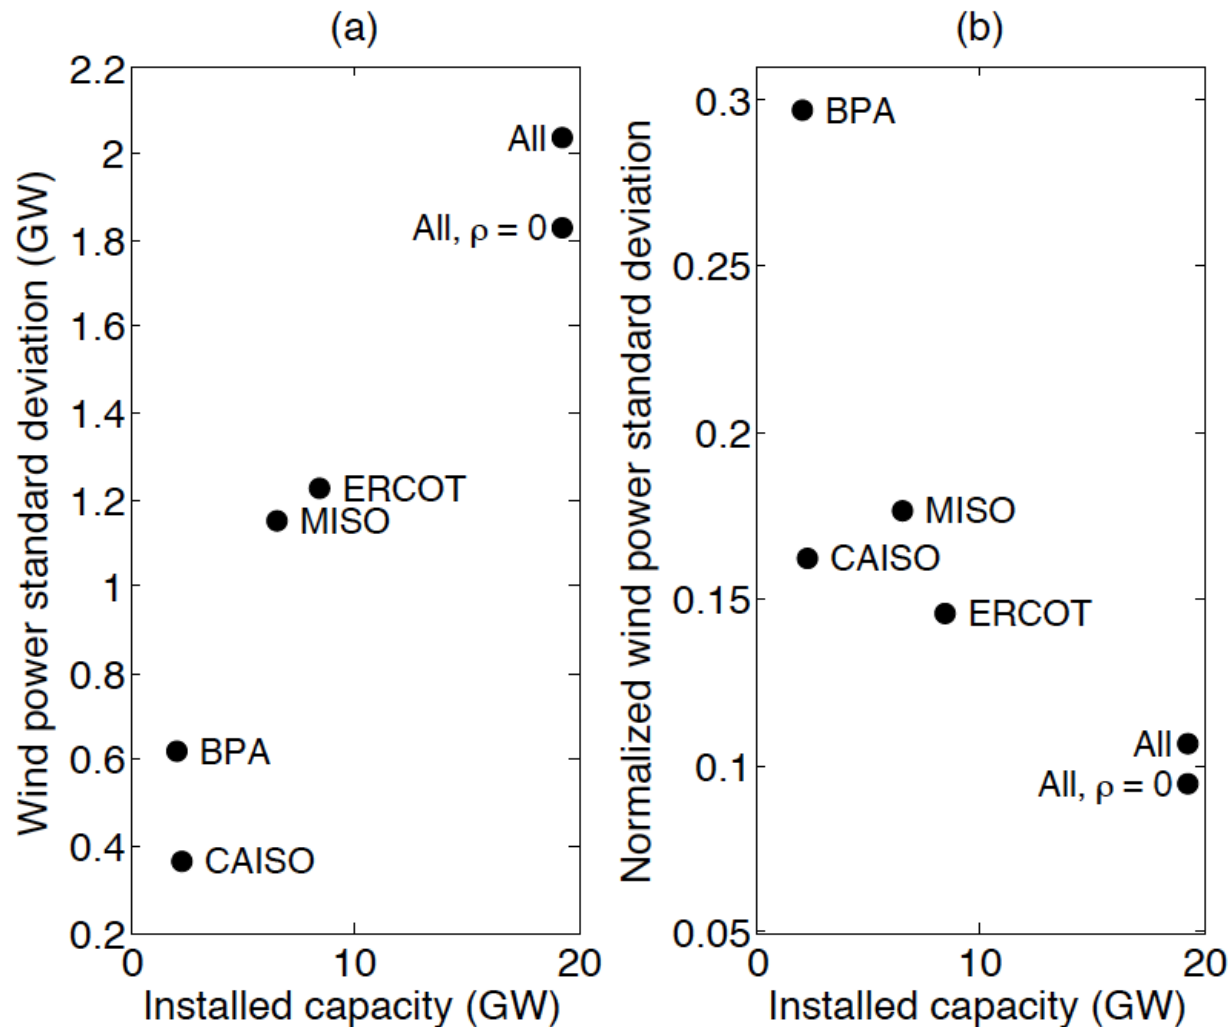 (a)
Wind power standard deviation (GW)
2.2
2
1.8
1.6
1.4
1.2
1
0.8
0.6
0.4
0.2
All
All, ρ = 0
ERCOT
MISO
BPA
CAISO
0
10
20
Installed capacity (GW)
(b)
Normalized wind power standard deviation
0.3
0.25
0.2
0.15
0.1
0.05
BPA
MISO
CAISO
ERCOT
All
All, ρ = 0
0
10
20
Installed capacity (GW)